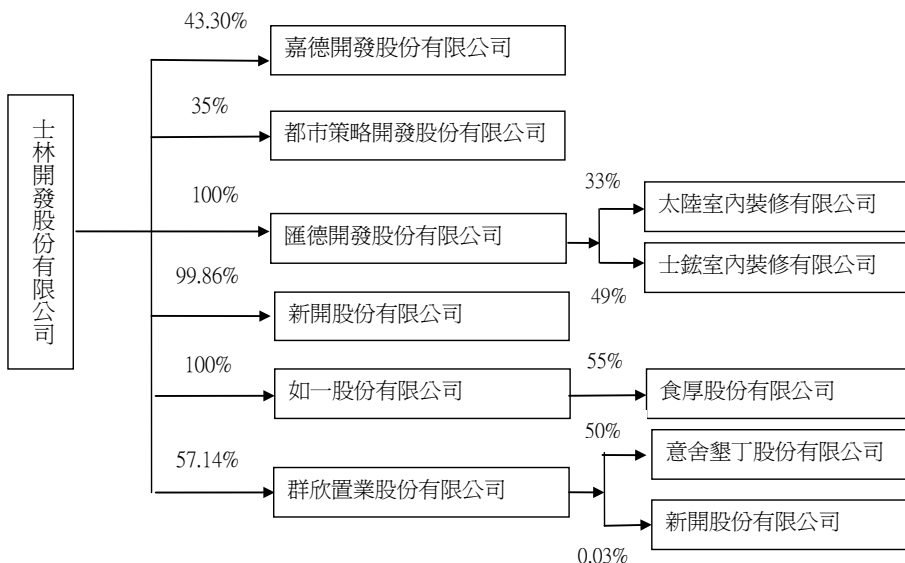 士林開發股份有限公司
43.30%
嘉德開發股份有限公司
35%
都市策略開發股份有限公司
100%
匯德開發股份有限公司
33%
太陸室內裝修有限公司
士鋐室內裝修有限公司
49%
99.86%
新開股份有限公司
100%
如一股份有限公司
55%
食厚股份有限公司
57.14%
群欣置業股份有限公司
50%
意舍墾丁股份有限公司
新開股份有限公司
0.03%